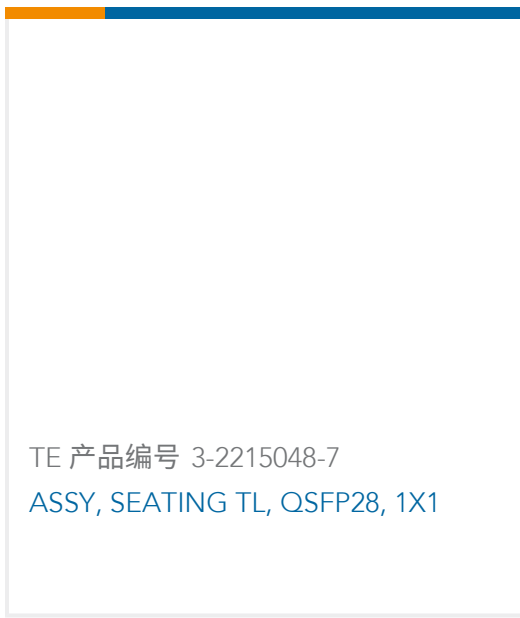 TE 产品编号 3-2215048-7
ASSY, SEATING TL, QSFP28, 1X1